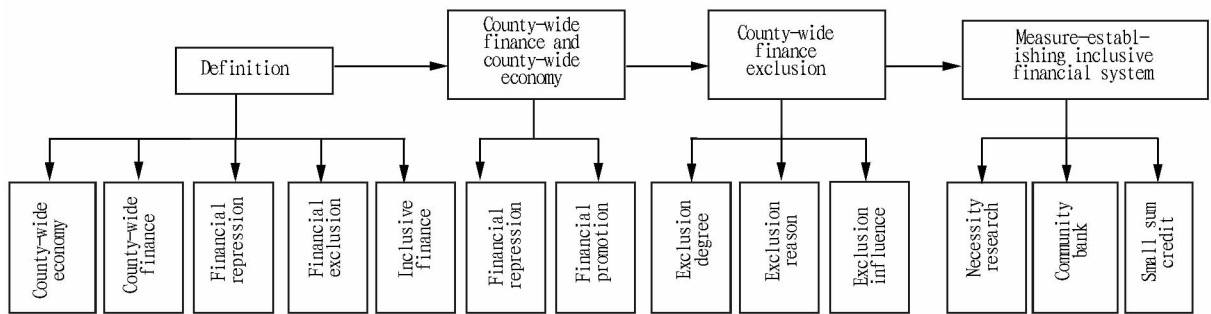 Definition
County-wide
finance and
county-wide
economy
County-wide
finance
exclusion
Measure-establ-
ishing inclusive
financial system
County-wide
economy
County-wide
finance
Financial
repression
Financial
exclusion
Inclusive
finance
Financial
repression
Financial
promotion
Exclusion
degree
Exclusion
reason
Exclusion
influence
Necessity
research
Community
bank
Small sum
credit